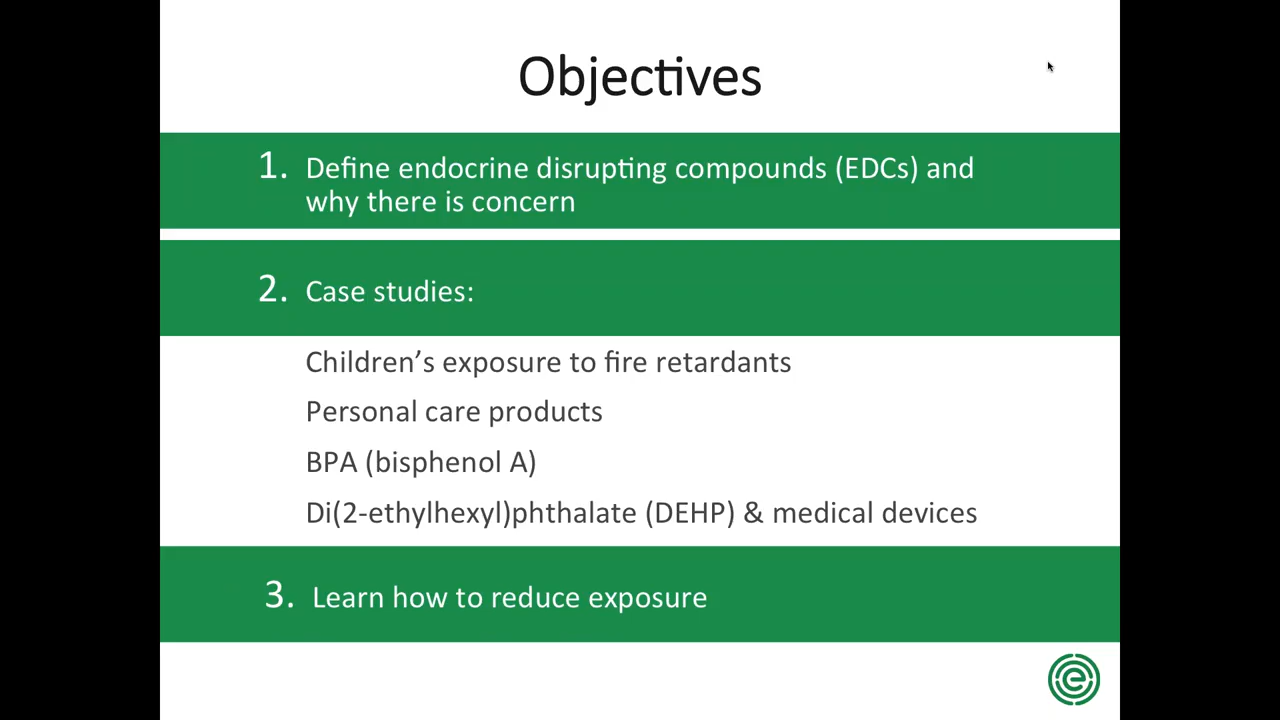 Objectives
1. Define endocrine disrupting compounds (EDCs) and
why there is concern
2. Case studies:
Children’s exposure to fire retardants
Personal care products
BPA (bisphenol A)
Di(2-ethylhexyl)phthalate (DEHP) & medical devices
3. Learn how to reduce exposure
e